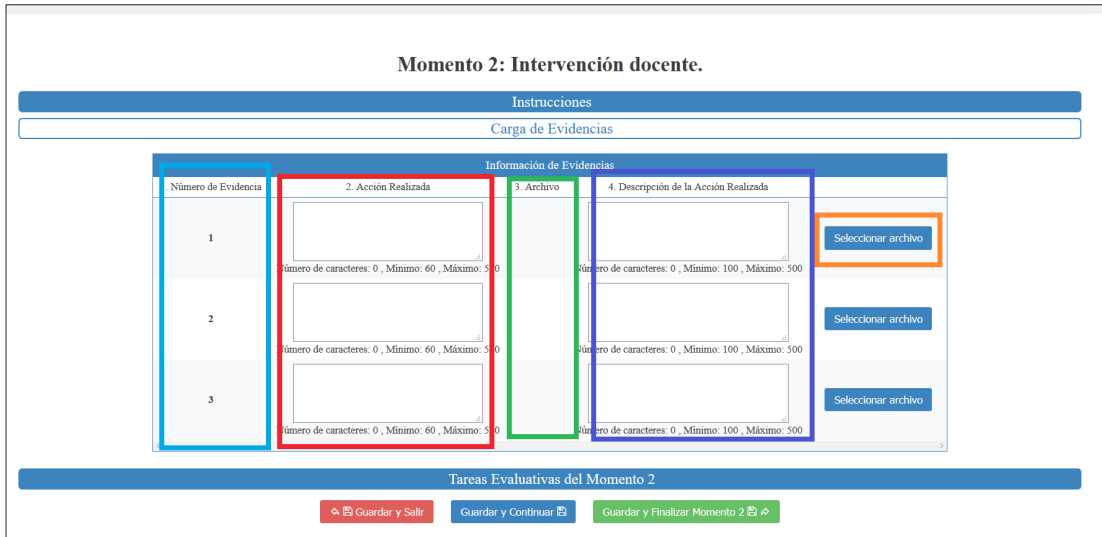 Momento 2: Intervención docente.
Instrucciones
Carga de Evidencias
Información de Evidencias
. Número de Evidencia 2. Acción Realizada 3. Archivo 4. Descripción de la Acción Realizada
1 Seleccionar archivo
Número de caracteres: 0 , Mínimo: 60 , Máximo: 500 Número de caracteres: 0 , Mínimo: 100 , Máximo: 500
2 Seleccionar archivo
Número de caracteres: 0 , Mínimo: 60 , Máximo: 500 Número de caracteres: 0 , Mínimo: 100 , Máximo: 500
3 Seleccionar archivo
Número de caracteres: 0 , Mínimo: 60 , Máximo: 500 Número de caracteres: 0 , Mínimo: 100 , Máximo: 500
Tareas Evaluativas del Momento 2
Guardar y Salir Guardar y Continuar Guardar y Finalizar Momento 2